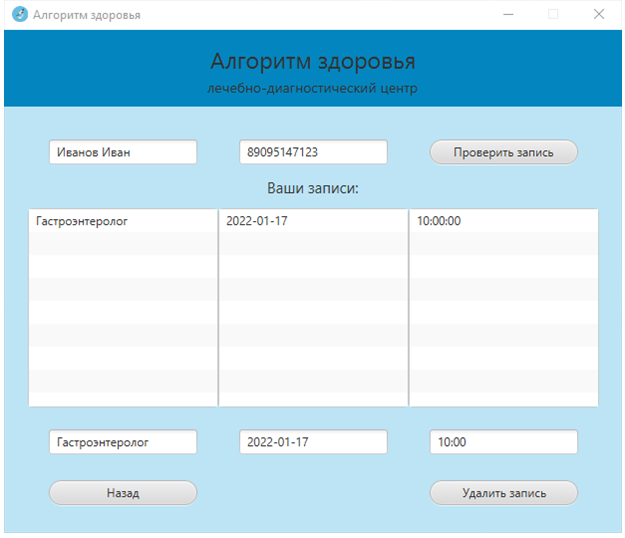 Алгоритм здоровья
Алгоритм здоровья
лечебно-диагностический центр
Иванов Иван 89095147123 Проверить запись
Ваши записи:
Гастроэнтеролог 2022-01-17 10:00:00
Гастроэнтеролог 2022-01-17 10:00
Назад Удалить запись